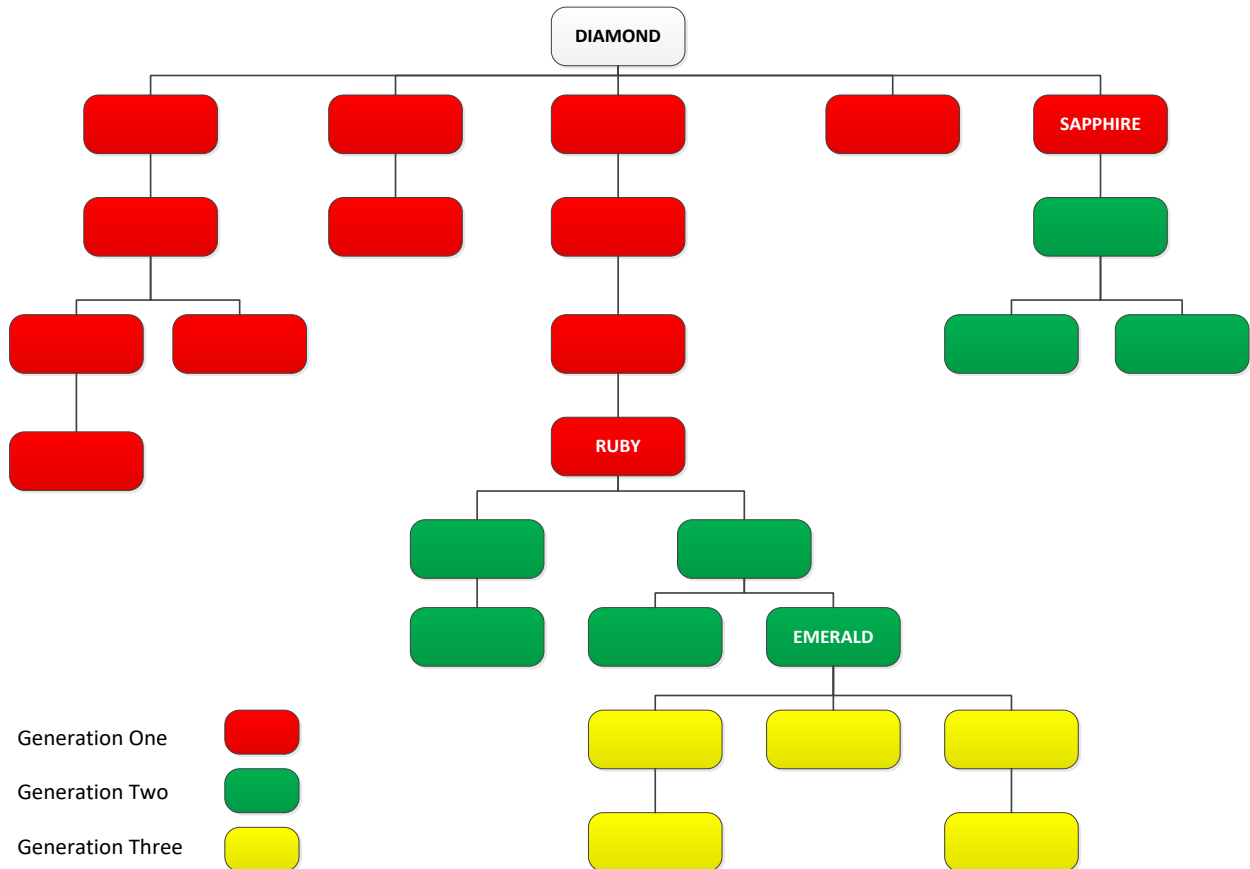 DIAMOND
SAPPHIRE
RUBY
EMERALD
Generation One
Generation Two
Generation Three